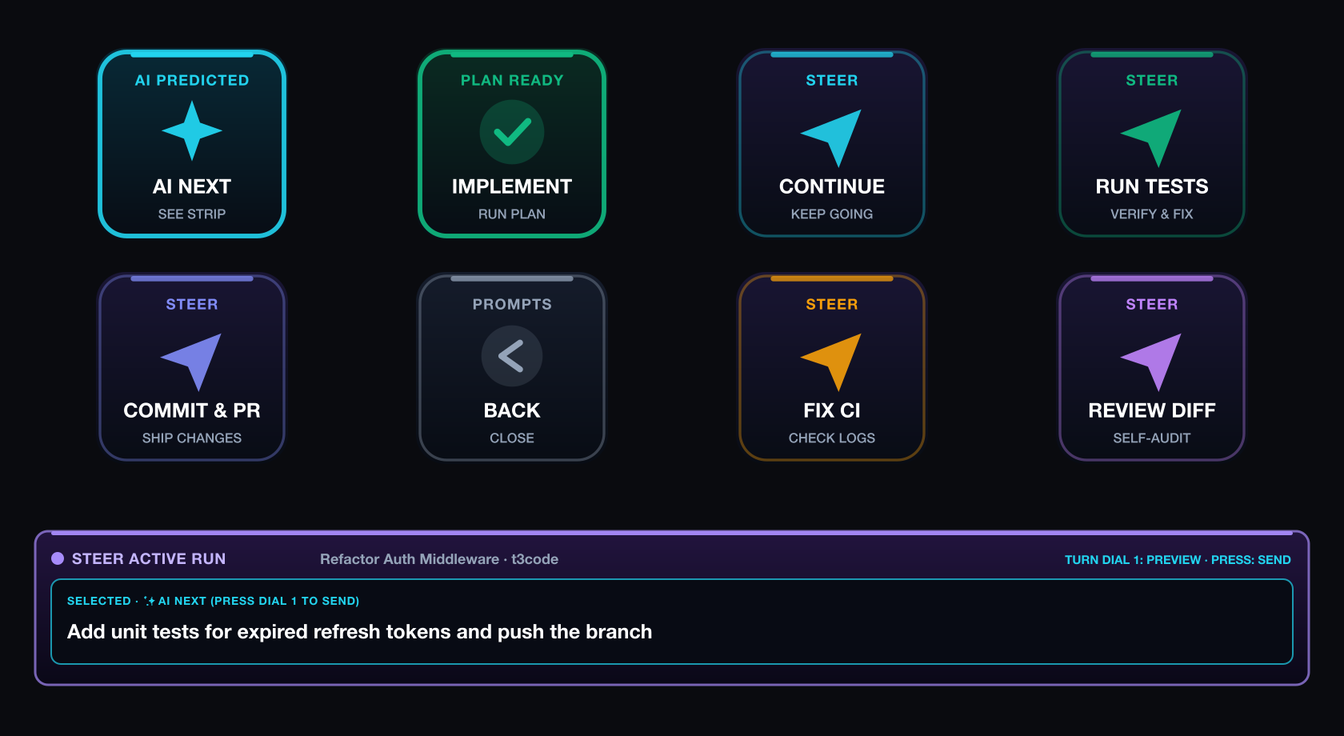 AI PREDICTED
AI NEXT
SEE STRIP
PLAN READY
IMPLEMENT
RUN PLAN
STEER
CONTINUE
KEEP GOING
STEER
RUN TESTS
VERIFY & FIX
STEER
COMMIT & PR
SHIP CHANGES
PROMPTS
BACK
CLOSE
STEER
FIX CI
CHECK LOGS
STEER
REVIEW DIFF
SELF-AUDIT
STEER ACTIVE RUN
Refactor Auth Middleware · t3code
TURN DIAL 1: PREVIEW · PRESS: SEND
SELECTED · ✨ AI NEXT (PRESS DIAL 1 TO SEND)
Add unit tests for expired refresh tokens and push the branch